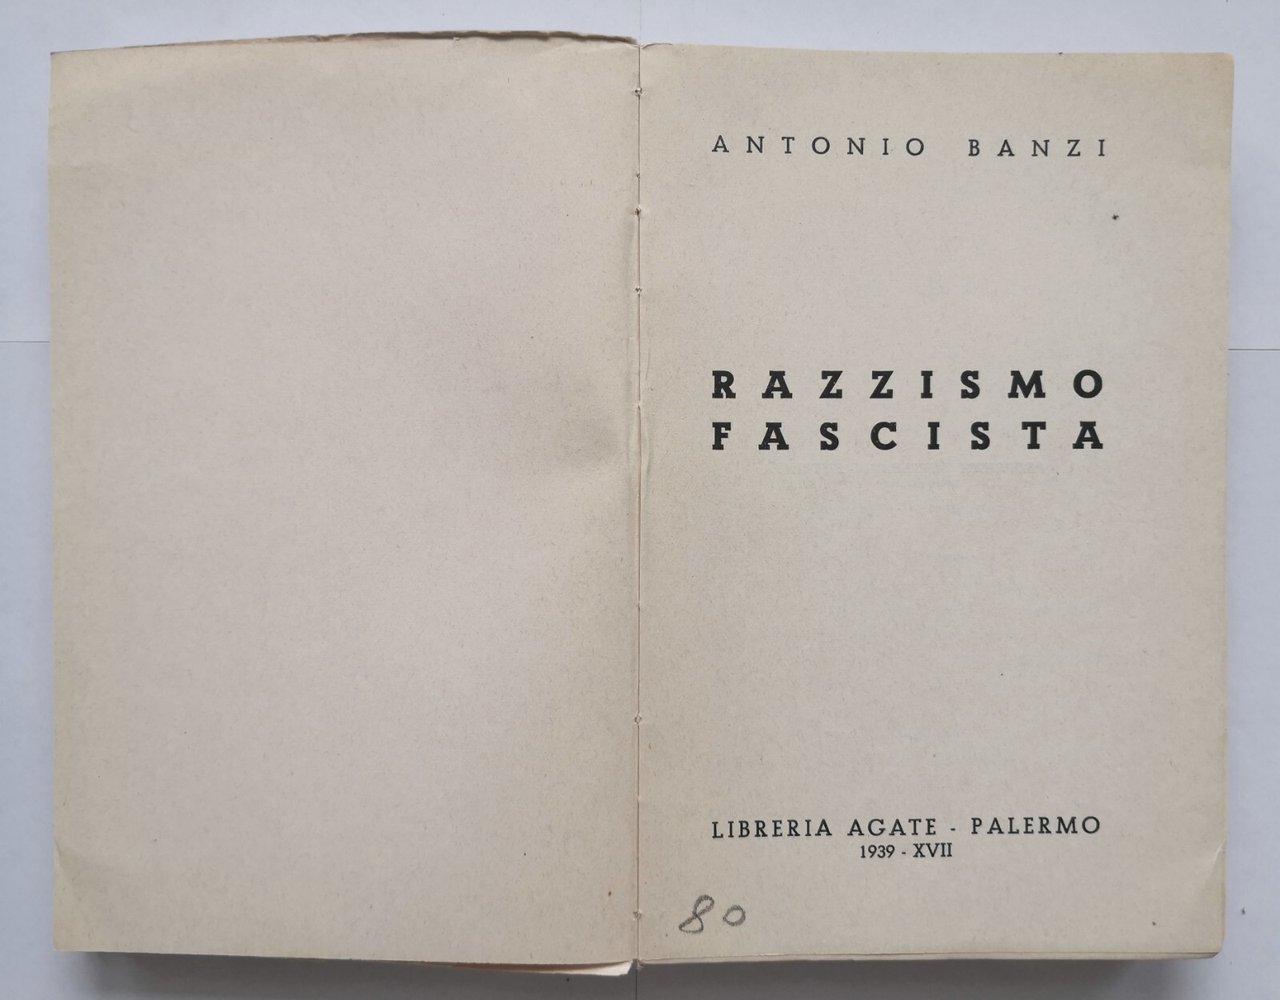 ANTONIO BANZI
RAZZISMO
FASCISTA
LIBRERIA AGATE - PALERMO
1939 - XVII
80